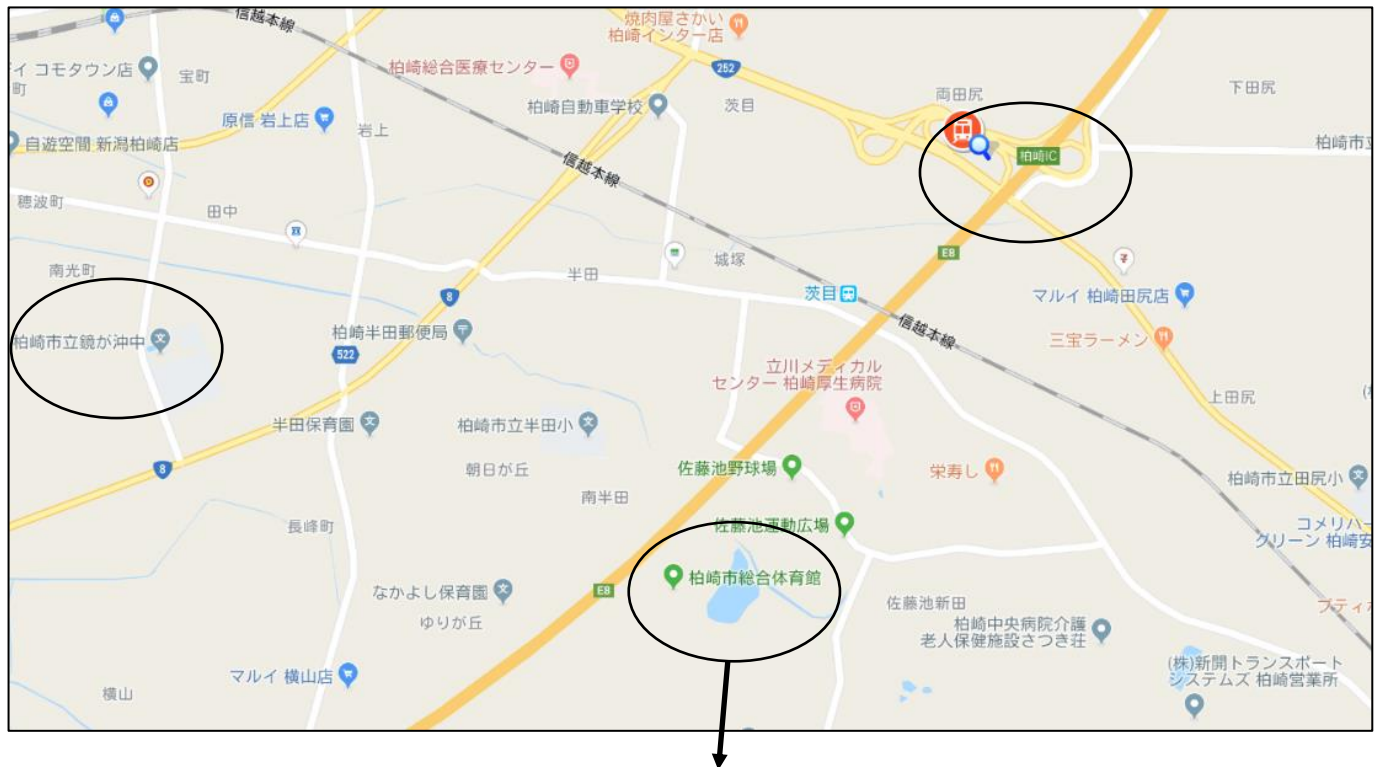 信越本線
焼肉屋さかい
柏崎インター店
柏崎総合医療センター
252
イ コモタウン店
町
宝町
両田尻
下田尻
柏崎自動車学校
茨目
原信 岩上店
岩上
自遊空間 新潟柏崎店
柏崎市立
柏崎IC
信越本線
穂波町
田中
E8
南光町
半田
城塚
茨目
マルイ 柏崎田尻店
8
柏崎市立鏡が沖中
柏崎半田郵便局
522
信越本線
三宝ラーメン
立川メディカル
センター 柏崎厚生病院
上田尻
半田保育園
柏崎市立半田小
8
朝日が丘
佐藤池野球場
栄寿し
柏崎市立田尻小
南半田
長峰町
佐藤池運動広場
コメリハー
グリーン 柏崎安
柏崎市総合体育館
なかよし保育園
E8
佐藤池新田
プティホ
ゆりが丘
柏崎中央病院介護
老人保健施設さつき荘
マルイ 横山店
(株)新開トランスポート
システムズ 柏崎営業所
横山